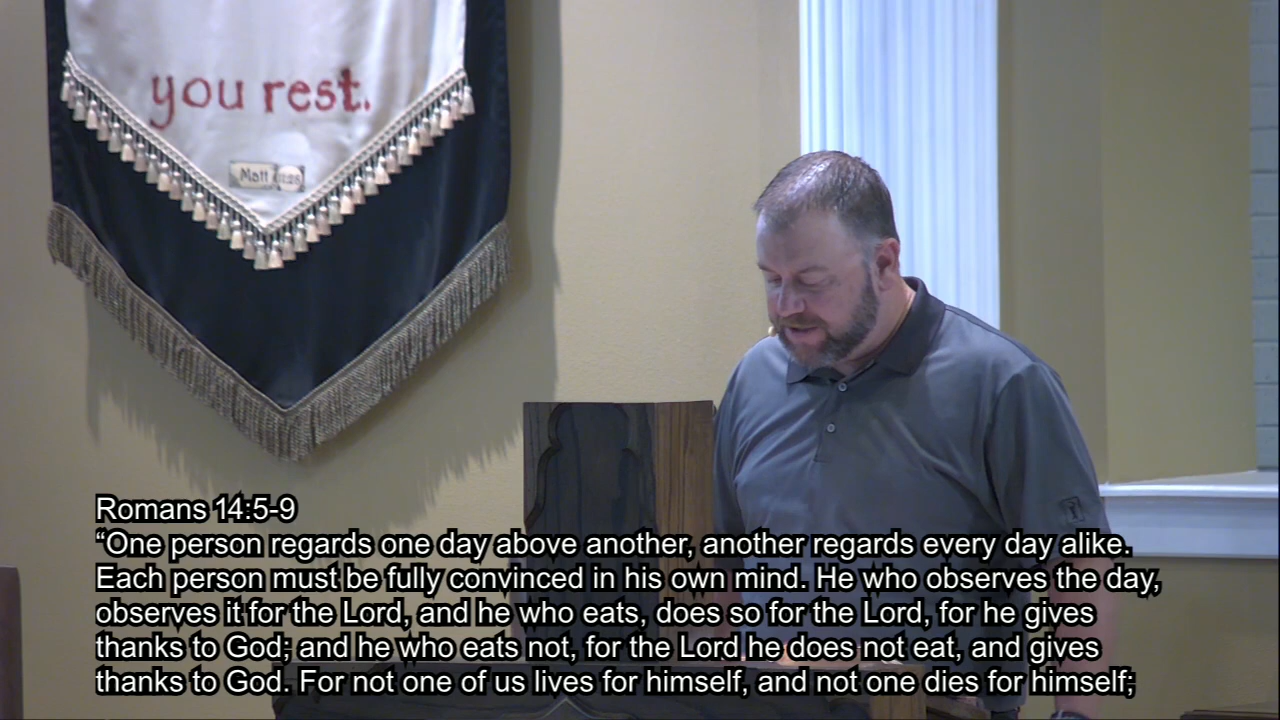 you rest.
Matt
Romans 14:5-9
“One person regards one day above another, another regards every day alike.
Each person must be fully convinced in his own mind. He who observes the day,
observes it for the Lord, and he who eats, does so for the Lord, for he gives
thanks to God; and he who eats not, for the Lord he does not eat, and gives
thanks to God. For not one of us lives for himself, and not one dies for himself;